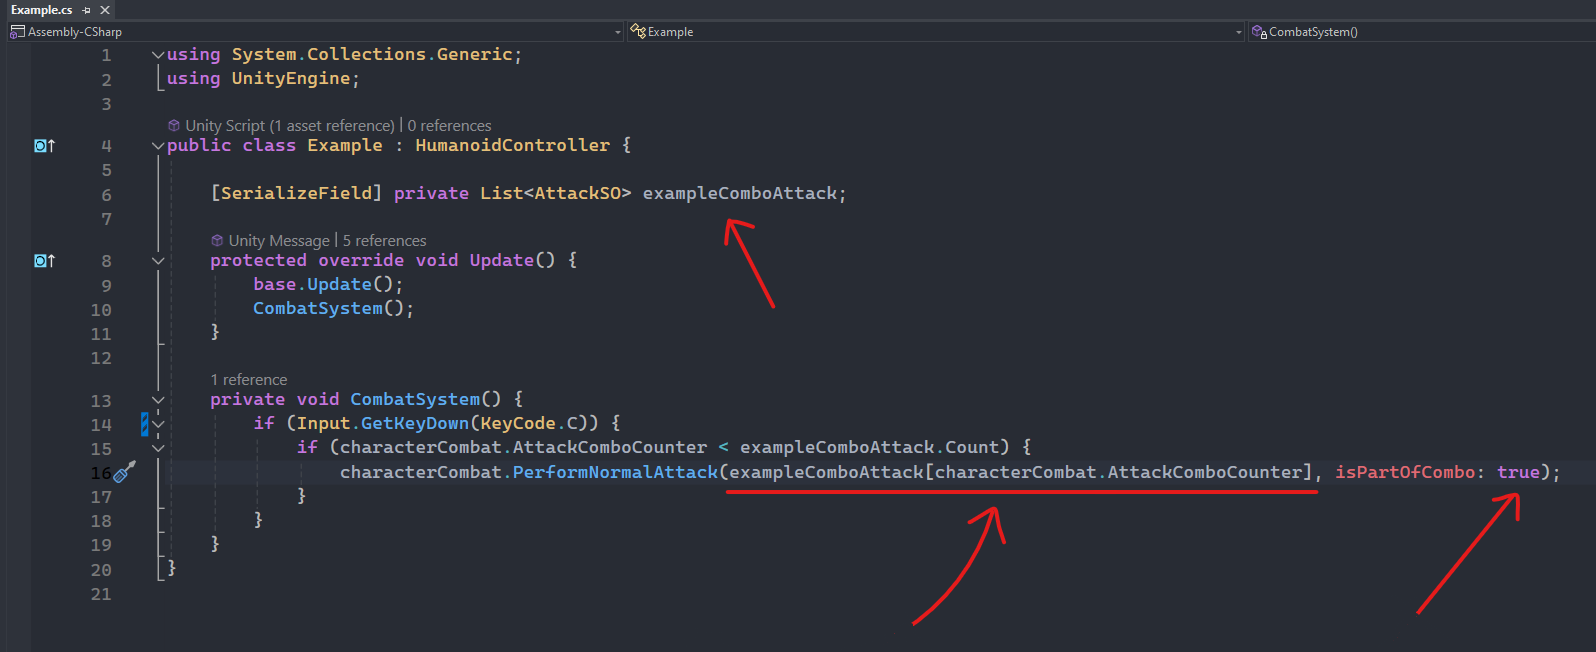 Example.cs
Assembly-CSharp Example CombatSystem()
1 using System.Collections.Generic;
2 using UnityEngine;
3
Unity Script (1 asset reference) | 0 references
4 public class Example : HumanoidController {
5
6 [SerializeField] private List<AttackSO> exampleComboAttack;
7
Unity Message | 5 references
8 protected override void Update() {
9 base.Update();
10 CombatSystem();
11 }
12
1 reference
13 private void CombatSystem() {
14 if (Input.GetKeyDown(KeyCode.C)) {
15 if (characterCombat.AttackComboCounter < exampleComboAttack.Count) {
16 characterCombat.PerformNormalAttack(exampleComboAttack[characterCombat.AttackComboCounter], isPartOfCombo: true);
17 }
18 }
19 }
20 }
21